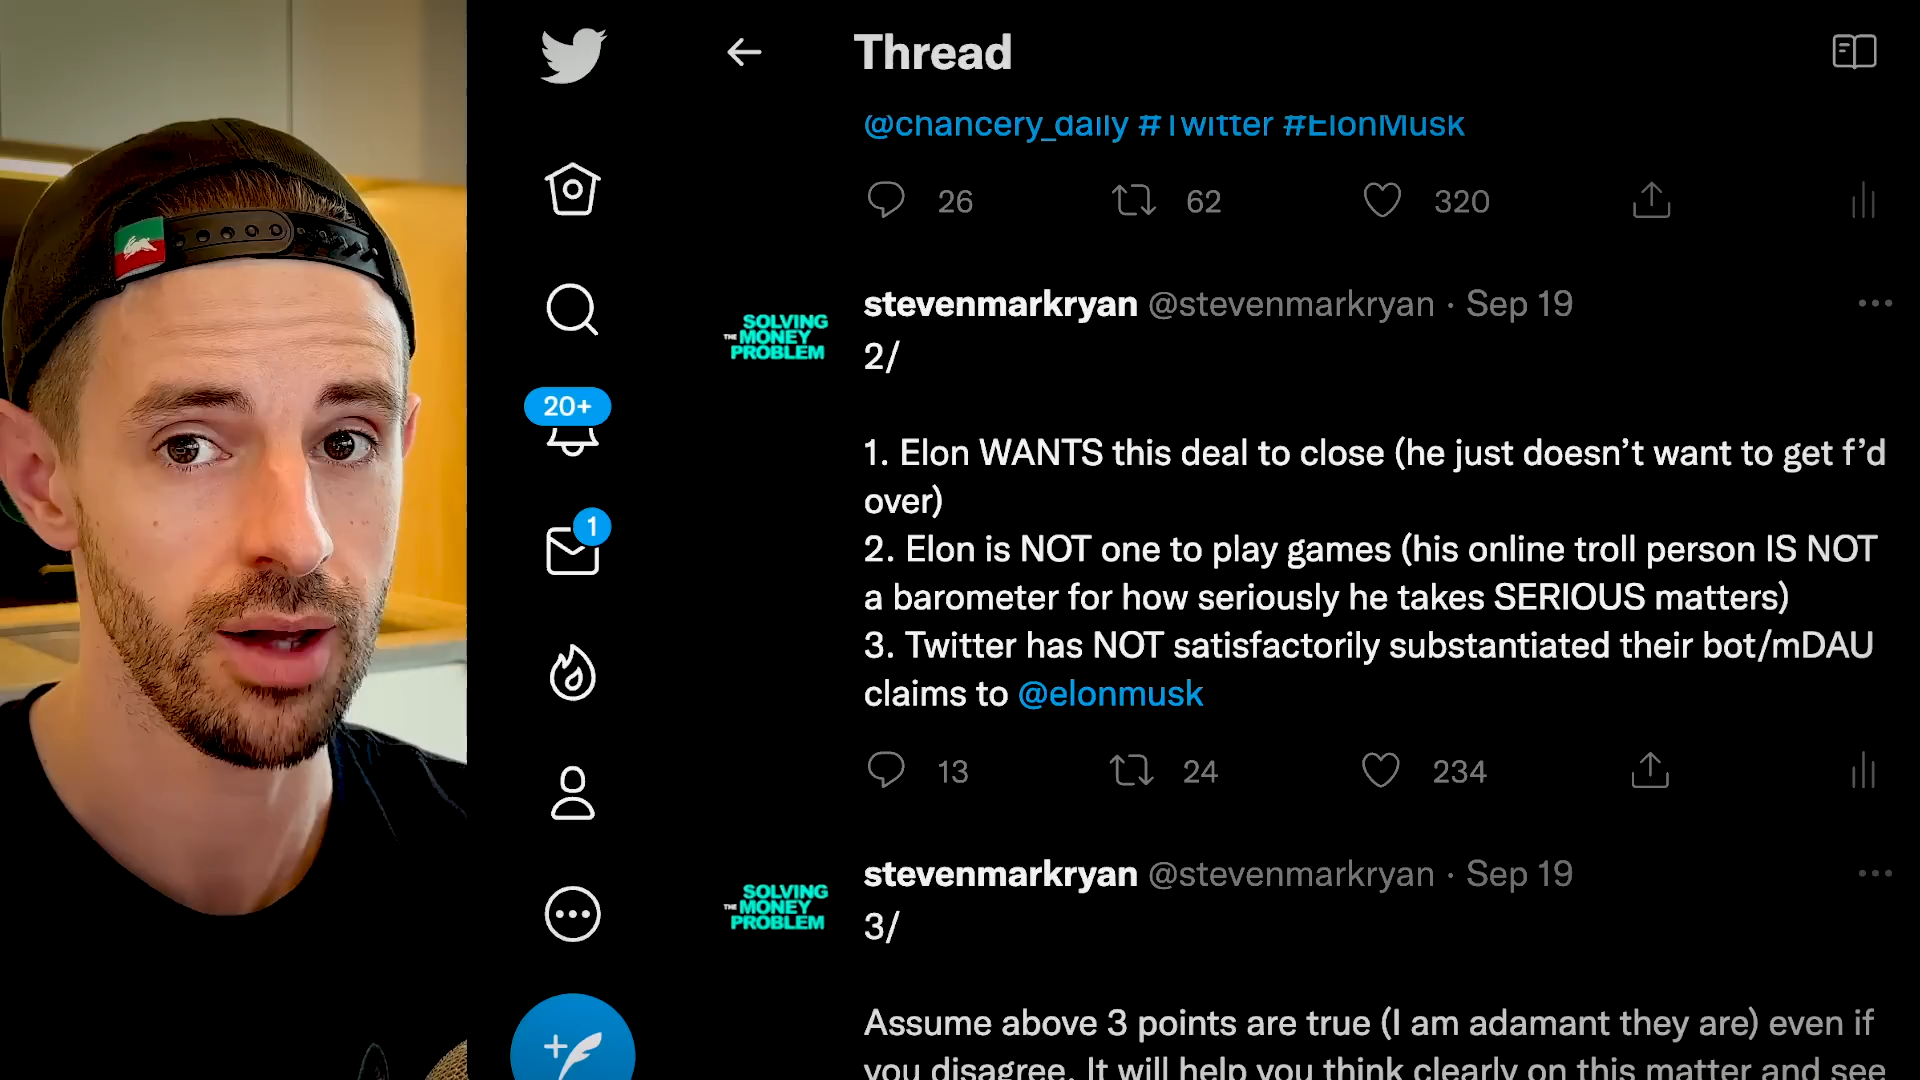 Thread
@chancery_daily #Twitter #ElonMusk
26 62 320
stevenmarkryan @stevenmarkryan · Sep 19
SOLVING
THE MONEY
PROBLEM
2/
20+
1. Elon WANTS this deal to close (he just doesn’t want to get f’d
over)
1
2. Elon is NOT one to play games (his online troll person IS NOT
a barometer for how seriously he takes SERIOUS matters)
3. Twitter has NOT satisfactorily substantiated their bot/mDAU
claims to @elonmusk
13 24 234
stevenmarkryan @stevenmarkryan · Sep 19
SOLVING
THE MONEY
PROBLEM
3/
Assume above 3 points are true (I am adamant they are) even if
you disagree. It will help you think clearly on this matter and see